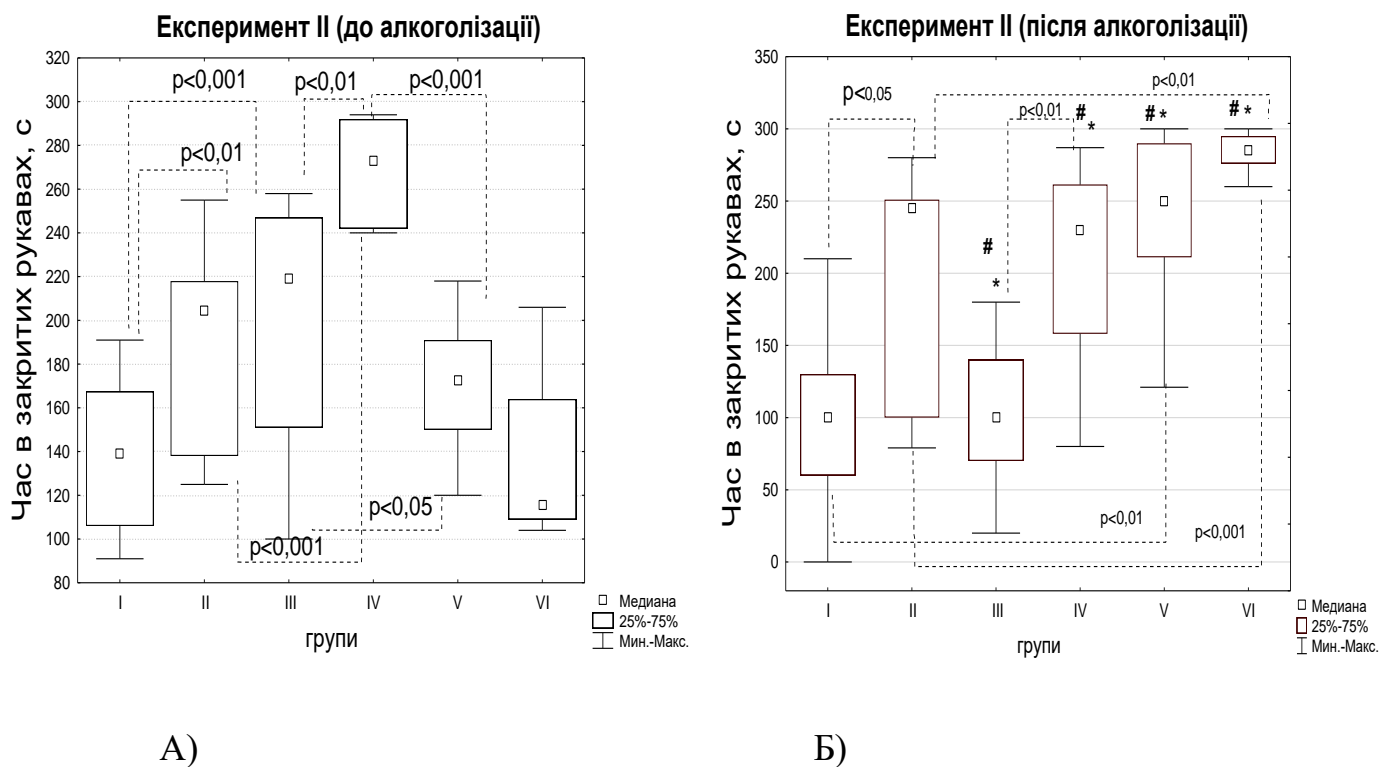 Експеримент II (до алкоголізації)
Час в закритих рукавах, с
320
300
280
260
240
220
200
180
160
140
120
100
80
p<0,001
p<0,01
p<0,001
p<0,01
p<0,05
p<0,001
I II III IV V VI
групи
Медиана
25%-75%
Мин.-Макс.
А)
Експеримент II (після алкоголізації)
Час в закритих рукавах, с
350
300
250
200
150
100
50
0
p<0,05
p<0,01
p<0,01
# *
# *
# *
# *
p<0,01
p<0,001
I II III IV V VI
групи
Медиана
25%-75%
Мин.-Макс.
Б)